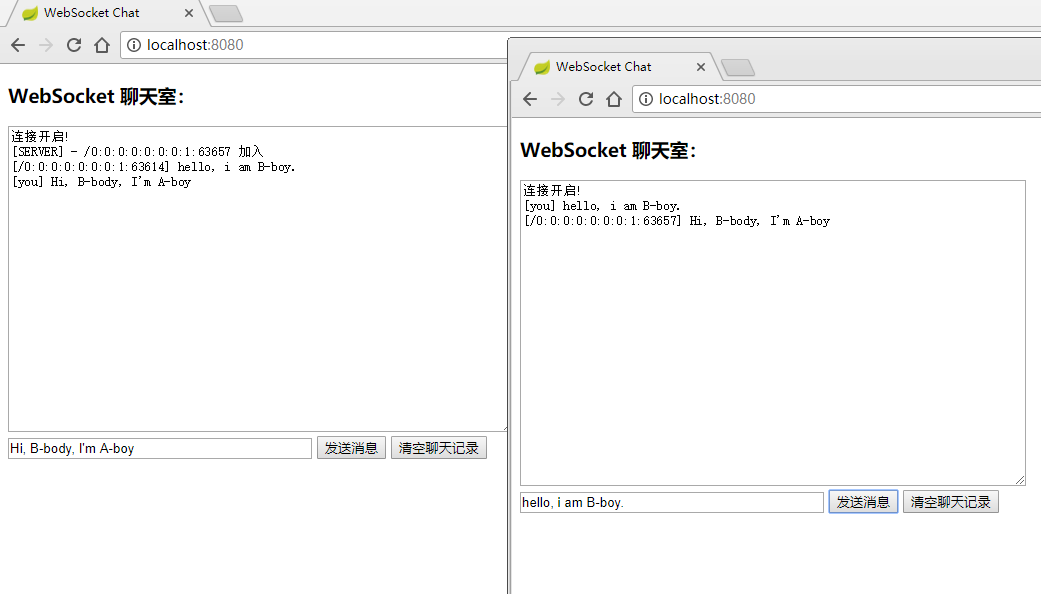 WebSocket Chat
localhost:8080
WebSocket 聊天室：
连接开启!
[SERVER] - /0:0:0:0:0:0:0:1:63657 加入
[/0:0:0:0:0:0:0:1:63614] hello, i am B-boy.
[you] Hi, B-body, I'm A-boy
Hi, B-body, I'm A-boy
发送消息 清空聊天记录
WebSocket Chat
localhost:8080
WebSocket 聊天室：
连接开启!
[you] hello, i am B-boy.
[/0:0:0:0:0:0:0:1:63657] Hi, B-body, I'm A-boy
hello, i am B-boy.
发送消息 清空聊天记录